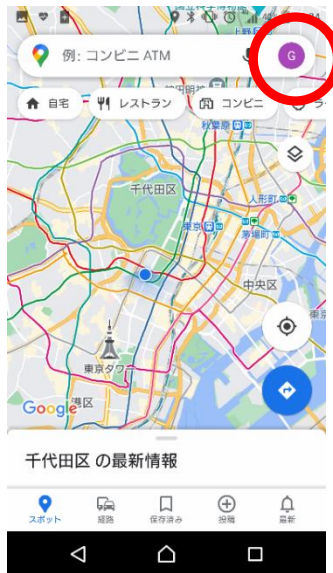 例: コンビニ ATM
G
自宅
レストラン
コンビニ
秋葉原
千代田区
人形町
東京
茅場町
中央区
東京タワー
Google
港区
千代田区 の最新情報
スポット
経路
保存済み
投稿
最新